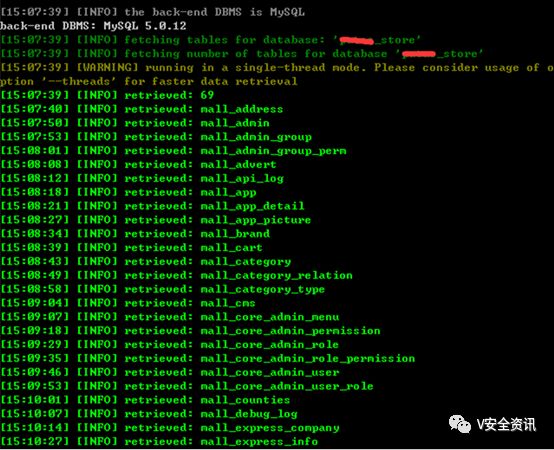 [15:07:39] [INFO] the back-end DBMS is MySQL
back-end DBMS: MySQL 5.0.12
[15:07:39] [INFO] fetching tables for database: '_store'
[15:07:39] [INFO] fetching number of tables for database '_store'
[15:07:39] [WARNING] running in a single-thread mode. Please consider usage of o
ption '--threads' for faster data retrieval
[15:07:39] [INFO] retrieved: 69
[15:07:40] [INFO] retrieved: mall_address
[15:07:50] [INFO] retrieved: mall_admin
[15:07:53] [INFO] retrieved: mall_admin_group
[15:08:01] [INFO] retrieved: mall_admin_group_perm
[15:08:08] [INFO] retrieved: mall_advert
[15:08:12] [INFO] retrieved: mall_api_log
[15:08:18] [INFO] retrieved: mall_app
[15:08:21] [INFO] retrieved: mall_app_detail
[15:08:27] [INFO] retrieved: mall_app_picture
[15:08:34] [INFO] retrieved: mall_brand
[15:08:39] [INFO] retrieved: mall_cart
[15:08:43] [INFO] retrieved: mall_category
[15:08:49] [INFO] retrieved: mall_category_relation
[15:08:58] [INFO] retrieved: mall_category_type
[15:09:04] [INFO] retrieved: mall_cms
[15:09:07] [INFO] retrieved: mall_core_admin_menu
[15:09:18] [INFO] retrieved: mall_core_admin_permission
[15:09:29] [INFO] retrieved: mall_core_admin_role
[15:09:35] [INFO] retrieved: mall_core_admin_role_permission
[15:09:46] [INFO] retrieved: mall_core_admin_user
[15:09:53] [INFO] retrieved: mall_core_admin_user_role
[15:10:01] [INFO] retrieved: mall_counties
[15:10:07] [INFO] retrieved: mall_debug_log
[15:10:14] [INFO] retrieved: mall_express_company
[15:10:27] [INFO] retrieved: mall_express_info
V安全资讯